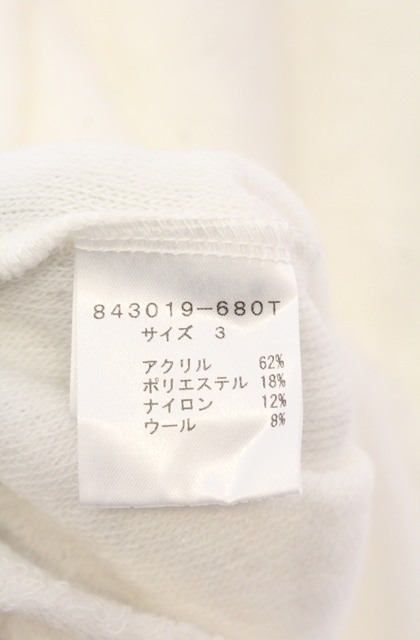 843019-680T
サイズ 3
アクリル 62%
ポリエステル 18%
ナイロン 12%
ウール 8%